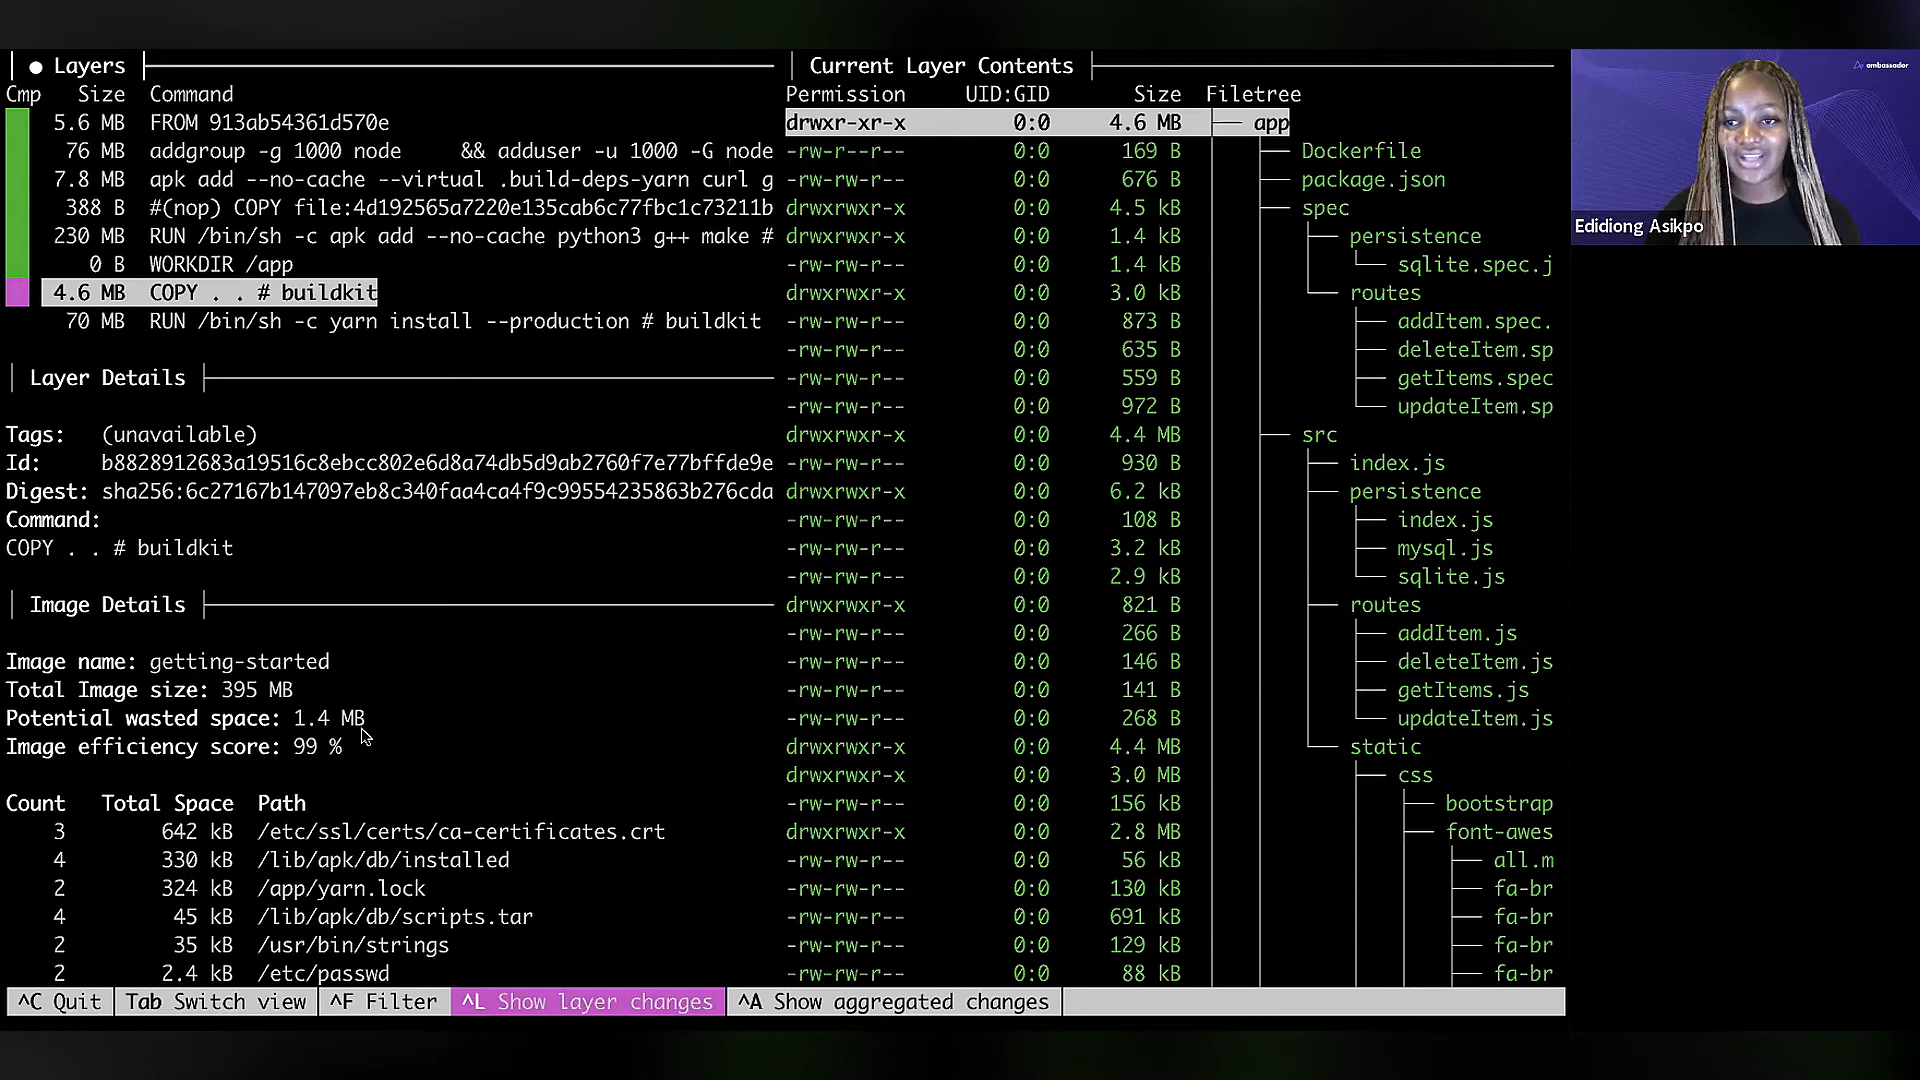 ● Layers
Cmp Size Command
5.6 MB FROM 913ab54361d570e
76 MB addgroup -g 1000 node && adduser -u 1000 -G node
7.8 MB apk add --no-cache --virtual .build-deps-yarn curl g
388 B #(nop) COPY file:4d192565a7220e135cab6c77fbc1c73211b
230 MB RUN /bin/sh -c apk add --no-cache python3 g++ make #
0 B WORKDIR /app
4.6 MB COPY . . # buildkit
70 MB RUN /bin/sh -c yarn install --production # buildkit
Layer Details
Tags: (unavailable)
Id: b8828912683a19516c8ebcc802e6d8a74db5d9ab2760f7e77bffde9e
Digest: sha256:6c27167b147097eb8c340faa4ca4f9c99554235863b276cda
Command:
COPY . . # buildkit
Image Details
Image name: getting-started
Total Image size: 395 MB
Potential wasted space: 1.4 MB
Image efficiency score: 99 %
Count Total Space Path
3 642 kB /etc/ssl/certs/ca-certificates.crt
4 330 kB /lib/apk/db/installed
2 324 kB /app/yarn.lock
4 45 kB /lib/apk/db/scripts.tar
2 35 kB /usr/bin/strings
2 2.4 kB /etc/passwd
Current Layer Contents
Permission UID:GID Size Filetree
drwxr-xr-x 0:0 4.6 MB app
-rw-r--r-- 0:0 169 B Dockerfile
-rw-rw-r-- 0:0 676 B package.json
drwxrwxr-x 0:0 4.5 kB spec
drwxrwxr-x 0:0 1.4 kB persistence
-rw-rw-r-- 0:0 1.4 kB sqlite.spec.j
drwxrwxr-x 0:0 3.0 kB routes
-rw-rw-r-- 0:0 873 B addItem.spec.
-rw-rw-r-- 0:0 635 B deleteItem.sp
-rw-rw-r-- 0:0 559 B getItems.spec
-rw-rw-r-- 0:0 972 B updateItem.sp
drwxrwxr-x 0:0 4.4 MB src
-rw-rw-r-- 0:0 930 B index.js
drwxrwxr-x 0:0 6.2 kB persistence
-rw-rw-r-- 0:0 108 B index.js
-rw-rw-r-- 0:0 3.2 kB mysql.js
-rw-rw-r-- 0:0 2.9 kB sqlite.js
drwxrwxr-x 0:0 821 B routes
-rw-rw-r-- 0:0 266 B addItem.js
-rw-rw-r-- 0:0 146 B deleteItem.js
-rw-rw-r-- 0:0 141 B getItems.js
-rw-rw-r-- 0:0 268 B updateItem.js
drwxrwxr-x 0:0 4.4 MB static
drwxrwxr-x 0:0 3.0 MB css
-rw-rw-r-- 0:0 156 kB bootstrap
drwxrwxr-x 0:0 2.8 MB font-awes
-rw-rw-r-- 0:0 56 kB all.m
-rw-rw-r-- 0:0 130 kB fa-br
-rw-rw-r-- 0:0 691 kB fa-br
-rw-rw-r-- 0:0 129 kB fa-br
-rw-rw-r-- 0:0 88 kB fa-br
^C Quit Tab Switch view ^F Filter ^L Show layer changes ^A Show aggregated changes
ambassador
Edidiong Asikpo